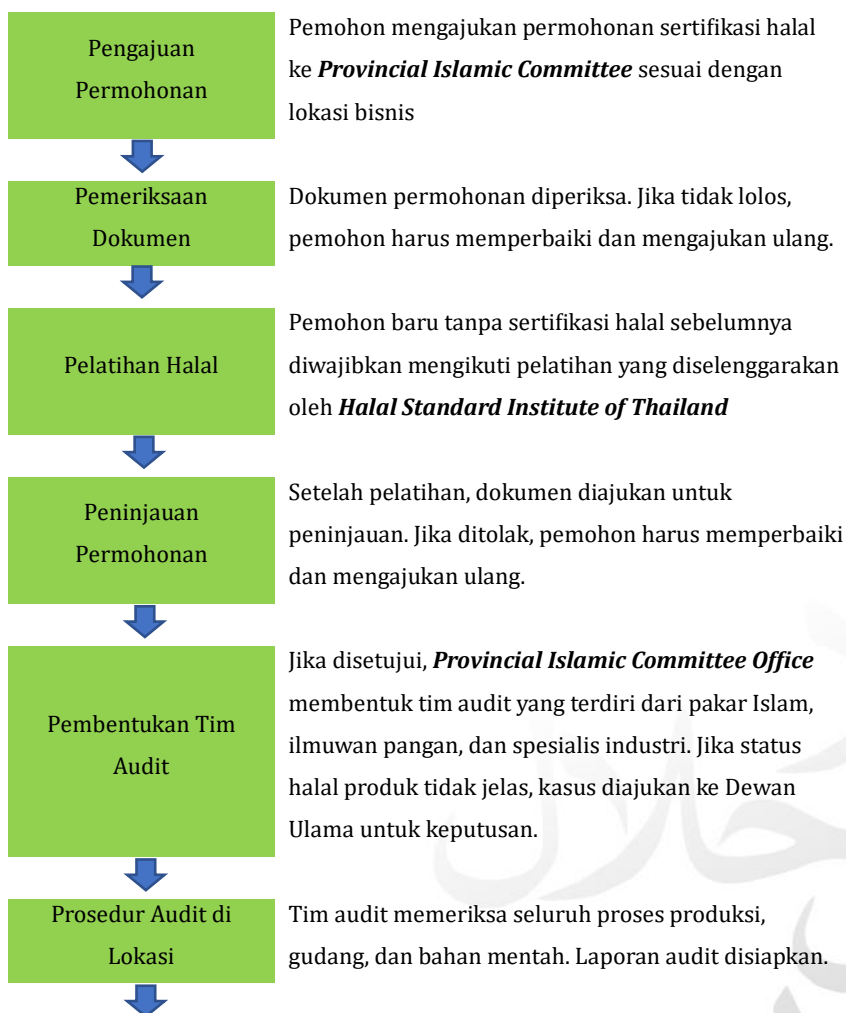 Pengajuan
Permohonan
Pemohon mengajukan permohonan sertifikasi halal
ke Provincial Islamic Committee sesuai dengan
lokasi bisnis
Pemeriksaan
Dokumen
Dokumen permohonan diperiksa. Jika tidak lolos,
pemohon harus memperbaiki dan mengajukan ulang.
Pelatihan Halal
Pemohon baru tanpa sertifikasi halal sebelumnya
diwajibkan mengikuti pelatihan yang diselenggarakan
oleh Halal Standard Institute of Thailand
Peninjauan
Permohonan
Setelah pelatihan, dokumen diajukan untuk
peninjauan. Jika ditolak, pemohon harus memperbaiki
dan mengajukan ulang.
Pembentukan Tim
Audit
Jika disetujui, Provincial Islamic Committee Office
membentuk tim audit yang terdiri dari pakar Islam,
ilmuwan pangan, dan spesialis industri. Jika status
halal produk tidak jelas, kasus diajukan ke Dewan
Ulama untuk keputusan.
Prosedur Audit di
Lokasi
Tim audit memeriksa seluruh proses produksi,
gudang, dan bahan mentah. Laporan audit disiapkan.
حلال